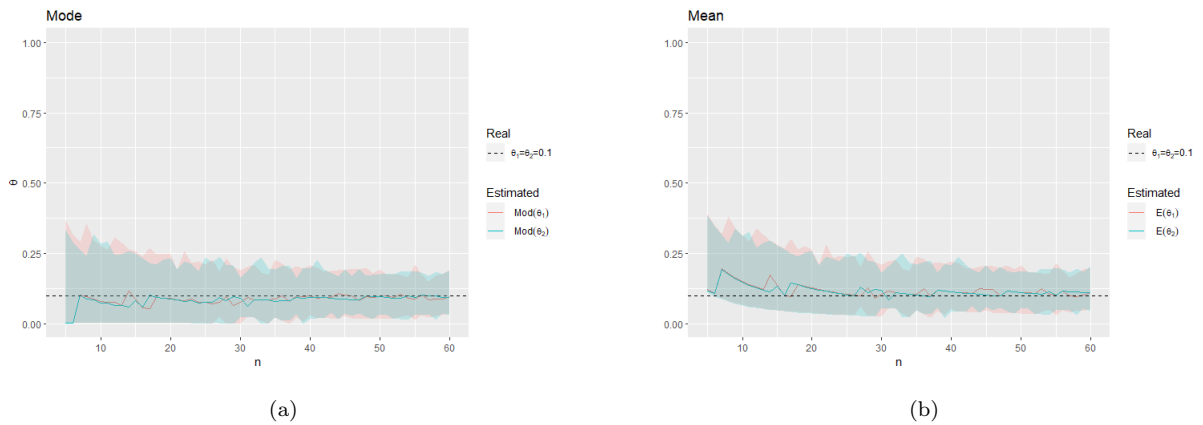 Mode
1.00
0.75
0.50
0.25
0.00
θ
10 20 30 40 50 60
n
Real
θ₁=θ₂=0.1
Estimated
Mod(θ₁)
Mod(θ₂)
(a)
Mean
1.00
0.75
0.50
0.25
0.00
10 20 30 40 50 60
n
Real
θ₁=θ₂=0.1
Estimated
E(θ₁)
E(θ₂)
(b)